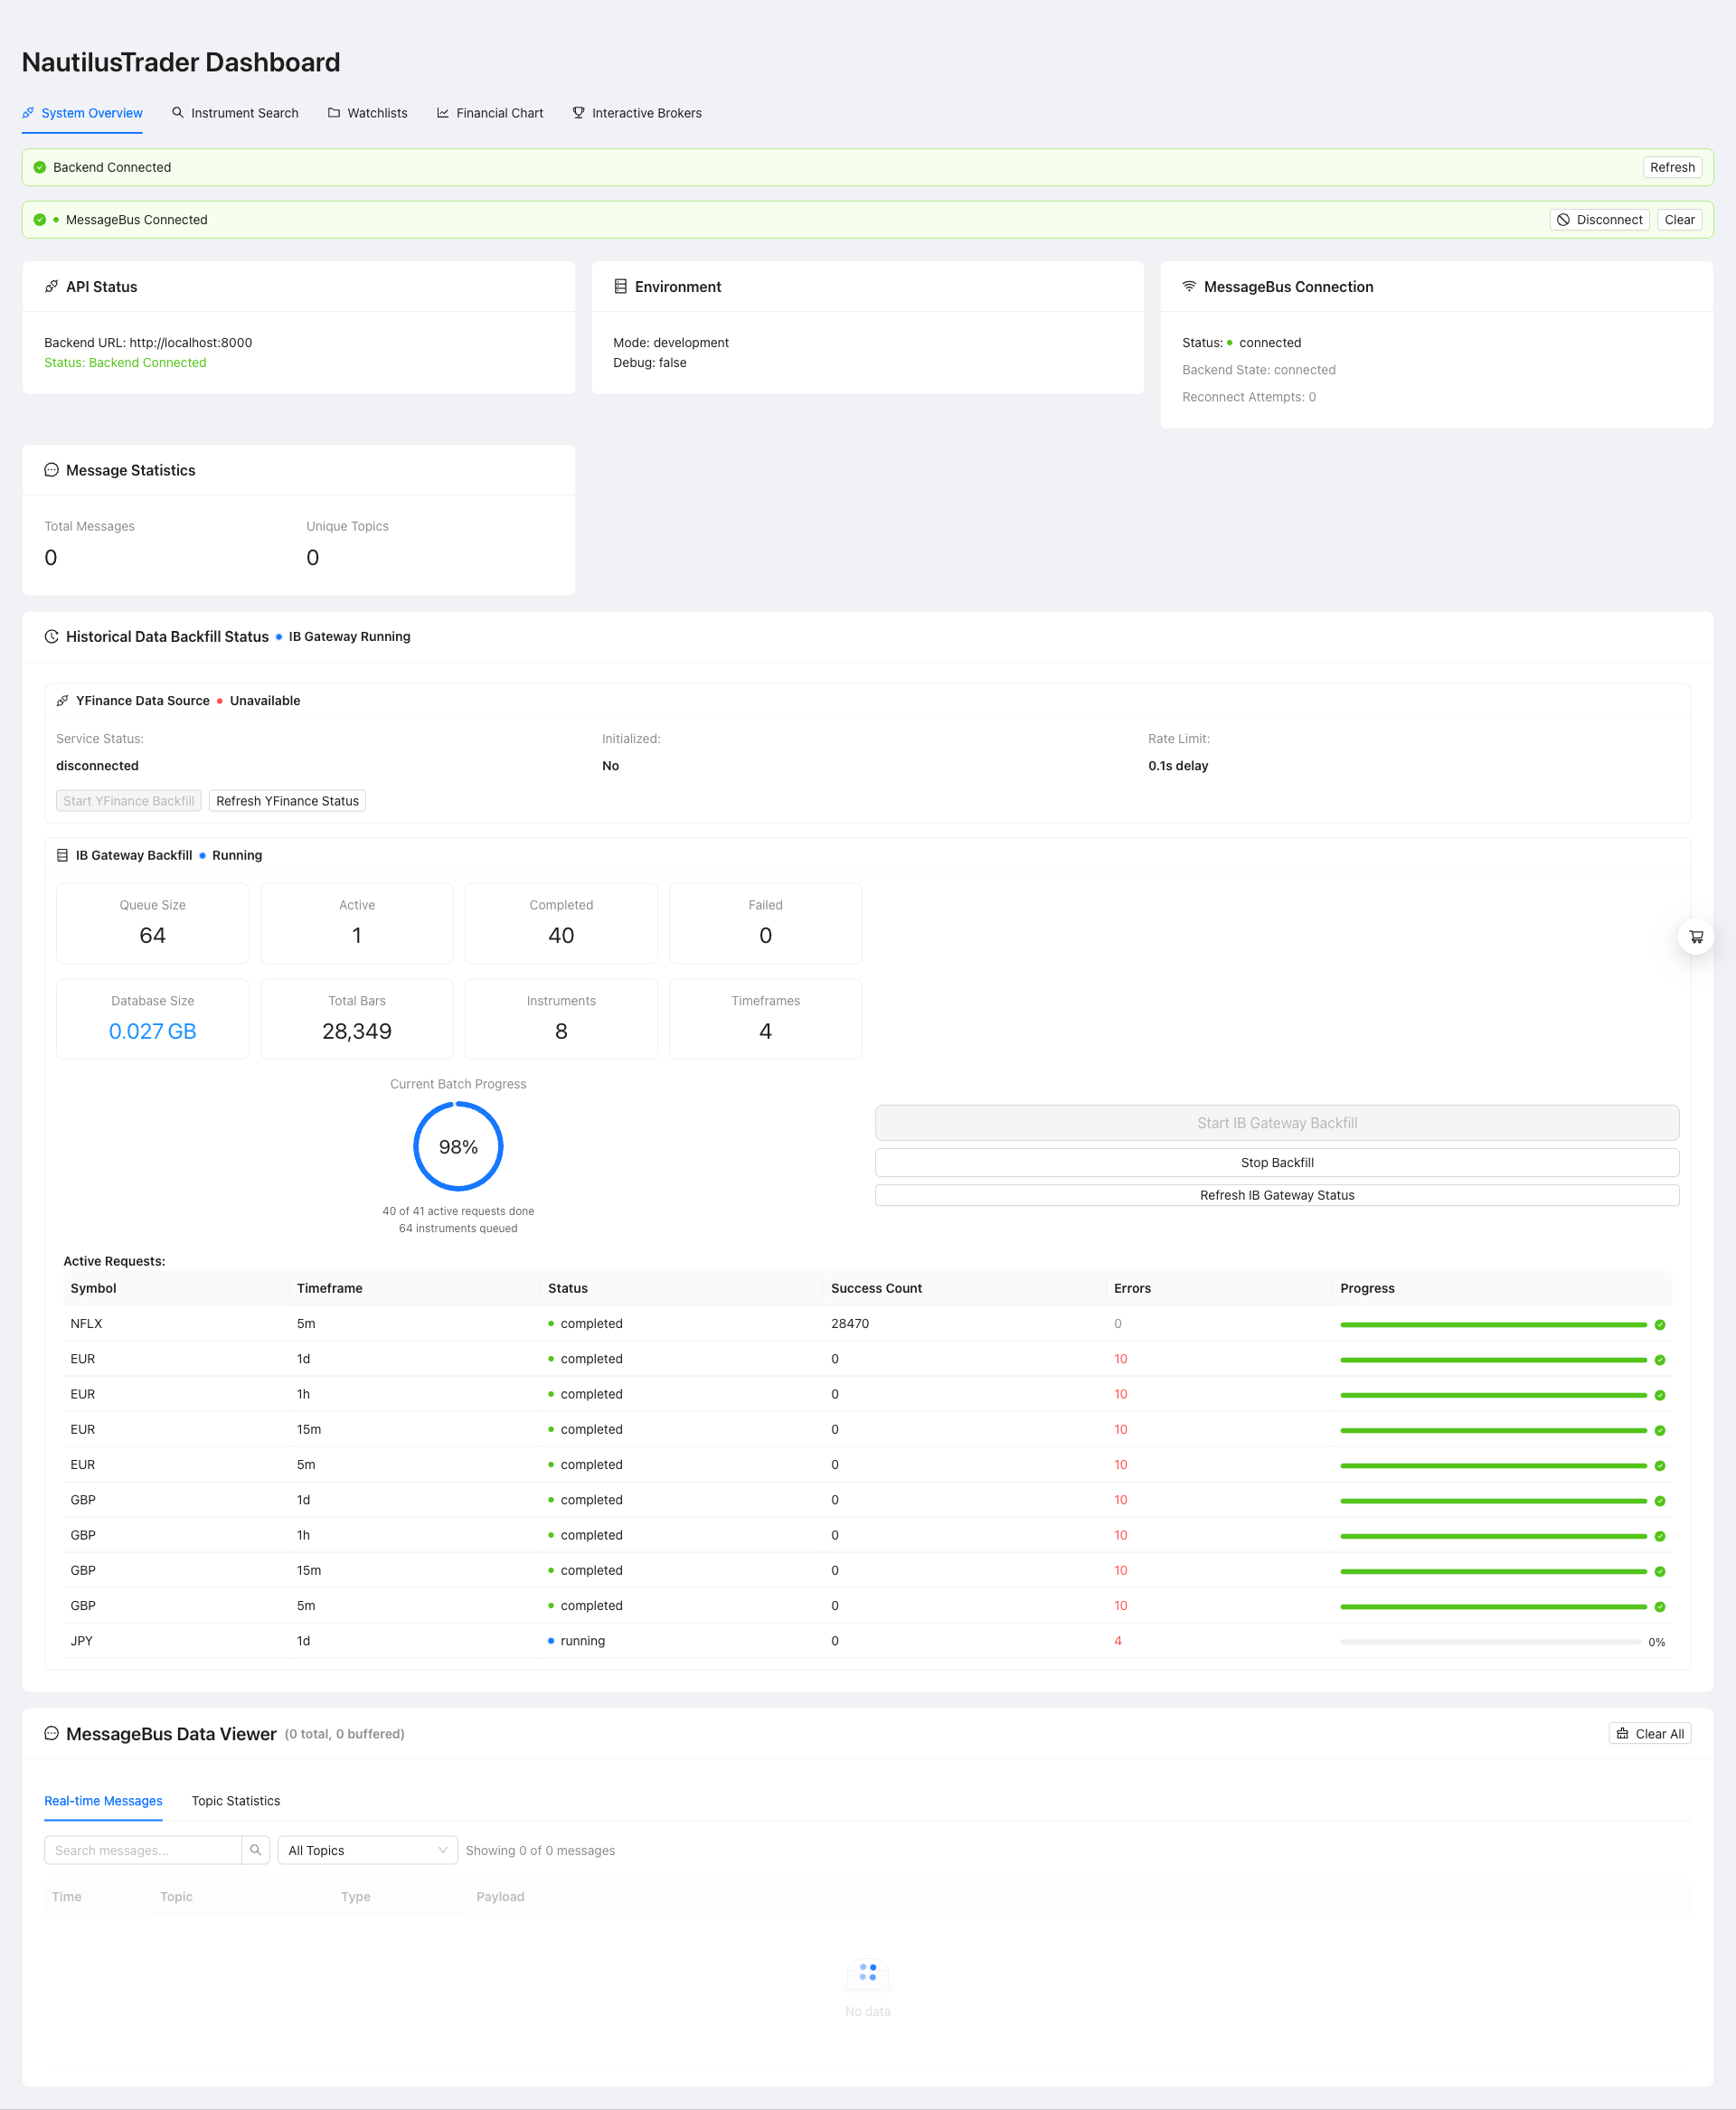 NautilusTrader Dashboard
System Overview Instrument Search Watchlists Financial Chart Interactive Brokers
Backend Connected Refresh
MessageBus Connected Disconnect Clear
API Status
Backend URL: http://localhost:8000
Status: Backend Connected
Environment
Mode: development
Debug: false
MessageBus Connection
Status: connected
Backend State: connected
Reconnect Attempts: 0
Message Statistics
Total Messages Unique Topics
0 0
Historical Data Backfill Status IB Gateway Running
YFinance Data Source Unavailable
Service Status: Initialized: Rate Limit:
disconnected No 0.1s delay
Start YFinance Backfill Refresh YFinance Status
IB Gateway Backfill Running
Queue Size Active Completed Failed
64 1 40 0
Database Size Total Bars Instruments Timeframes
0.027 GB 28,349 8 4
Current Batch Progress
98%
40 of 41 active requests done
64 instruments queued
Start IB Gateway Backfill
Stop Backfill
Refresh IB Gateway Status
Active Requests:
Symbol Timeframe Status Success Count Errors Progress
NFLX 5m completed 28470 0
EUR 1d completed 0 10
EUR 1h completed 0 10
EUR 15m completed 0 10
EUR 5m completed 0 10
GBP 1d completed 0 10
GBP 1h completed 0 10
GBP 15m completed 0 10
GBP 5m completed 0 10
JPY 1d running 0 4 0%
MessageBus Data Viewer (0 total, 0 buffered) Clear All
Real-time Messages Topic Statistics
Search messages... All Topics Showing 0 of 0 messages
Time Topic Type Payload
No data